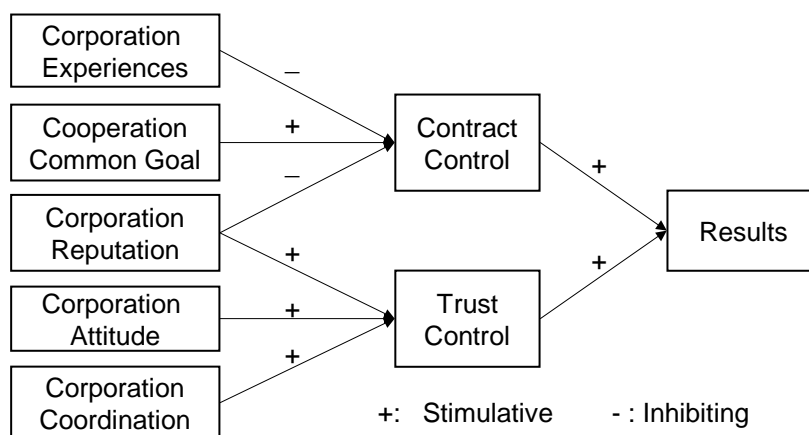 Corporation
Experiences
Cooperation
Common Goal
Corporation
Reputation
Corporation
Attitude
Corporation
Coordination
–
+
–
+
+
+
Contract
Control
Trust
Control
+
+
Results
+: Stimulative - : Inhibiting